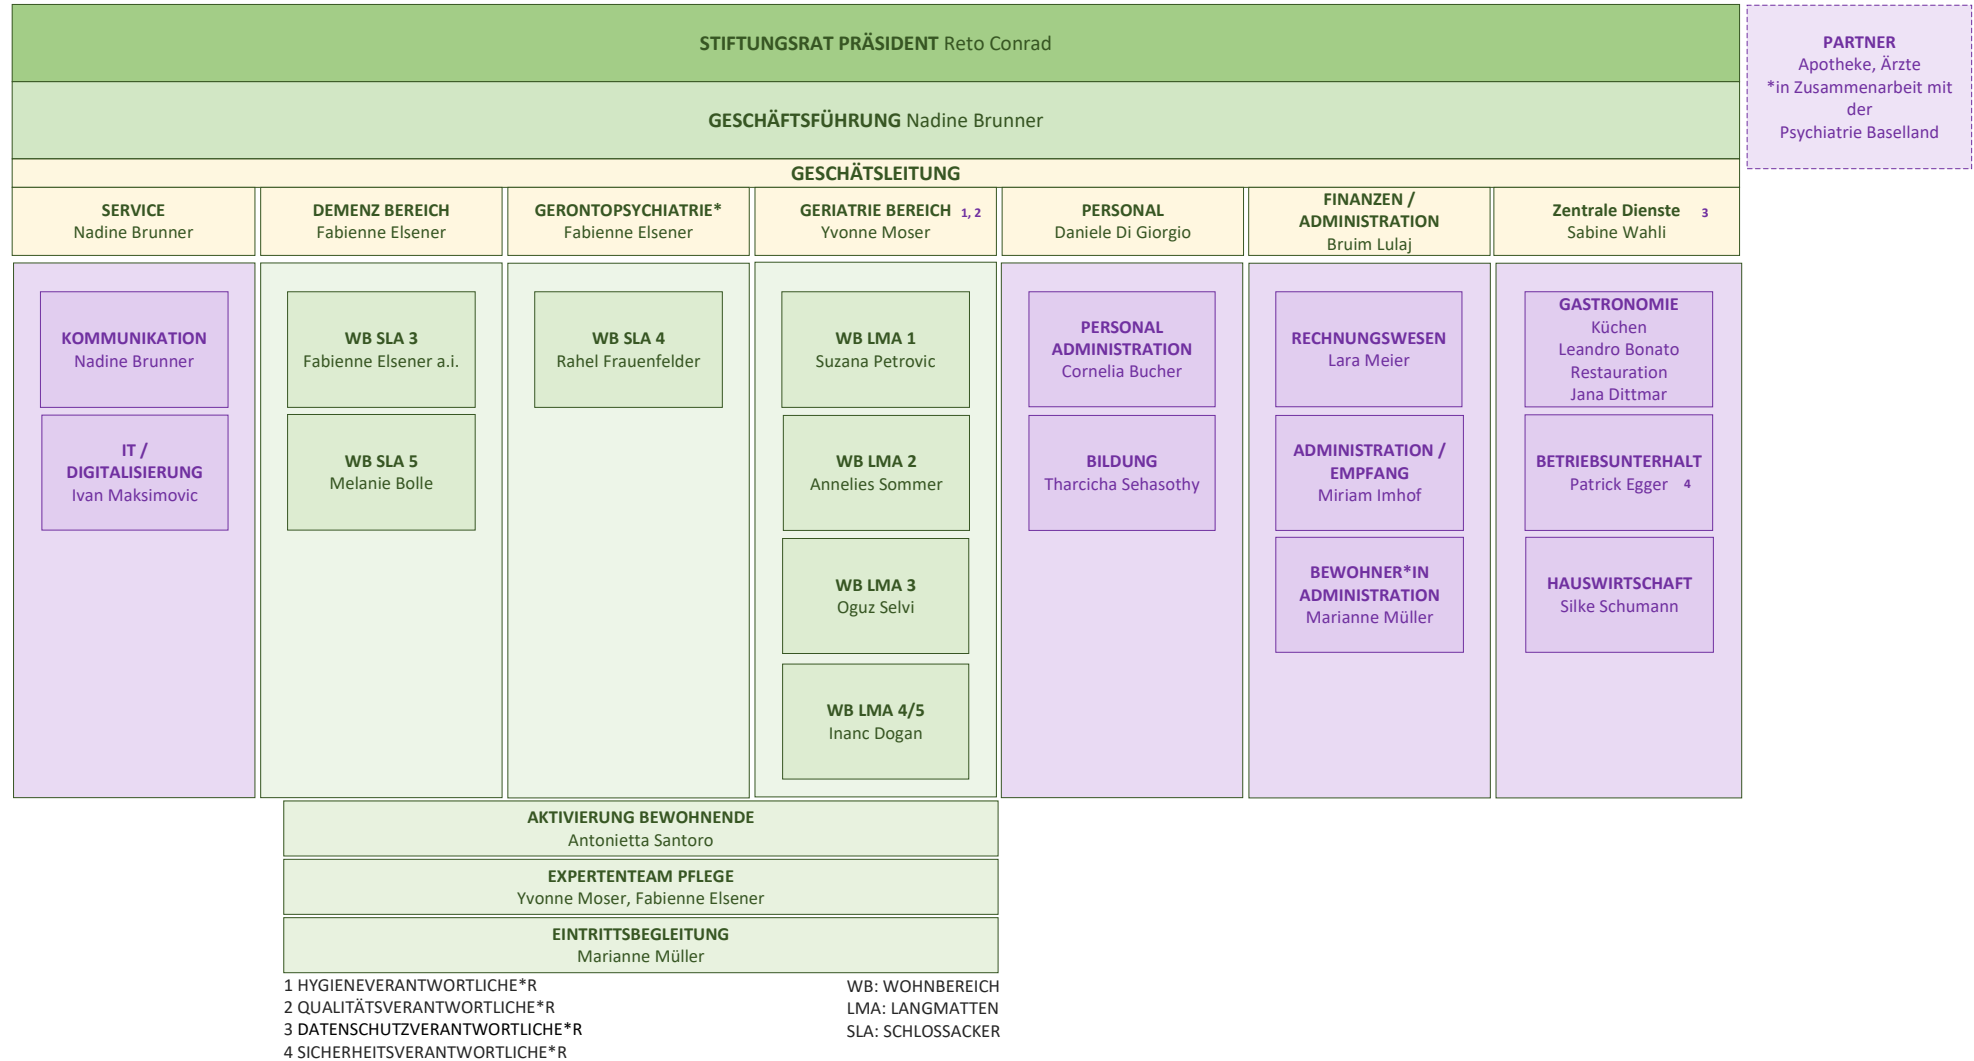 STIFTUNGSRAT PRÄSIDENT Reto Conrad
PARTNER
Apotheke, Ärzte
*in Zusammenarbeit mit
der
Psychiatrie Baselland
GESCHÄFTSFÜHRUNG Nadine Brunner
GESCHÄTSLEITUNG
SERVICE
Nadine Brunner
DEMENZ BEREICH
Fabienne Elsener
GERONTOPSYCHIATRIE*
Fabienne Elsener
GERIATRIE BEREICH 1, 2
Yvonne Moser
PERSONAL
Daniele Di Giorgio
FINANZEN /
ADMINISTRATION
Bruim Lulaj
Zentrale Dienste 3
Sabine Wahli
KOMMUNIKATION
Nadine Brunner
IT /
DIGITALISIERUNG
Ivan Maksimovic
WB SLA 3
Fabienne Elsener a.i.
WB SLA 5
Melanie Bolle
WB SLA 4
Rahel Frauenfelder
WB LMA 1
Suzana Petrovic
WB LMA 2
Annelies Sommer
WB LMA 3
Oguz Selvi
WB LMA 4/5
Inanc Dogan
PERSONAL
ADMINISTRATION
Cornelia Bucher
BILDUNG
Tharcicha Sehasothy
RECHNUNGSWESEN
Lara Meier
ADMINISTRATION /
EMPFANG
Miriam Imhof
BEWOHNER*IN
ADMINISTRATION
Marianne Müller
GASTRONOMIE
Küchen
Leandro Bonato
Restauration
Jana Dittmar
BETRIEBSUNTERHALT
Patrick Egger 4
HAUSWIRTSCHAFT
Silke Schumann
AKTIVIERUNG BEWOHNENDE
Antonietta Santoro
EXPERTENTEAM PFLEGE
Yvonne Moser, Fabienne Elsener
EINTRITTSBEGLEITUNG
Marianne Müller
1 HYGIENEVERANTWORTLICHE*R
2 QUALITÄTSVERANTWORTLICHE*R
3 DATENSCHUTZVERANTWORTLICHE*R
4 SICHERHEITSVERANTWORTLICHE*R
WB: WOHNBEREICH
LMA: LANGMATTEN
SLA: SCHLOSSACKER